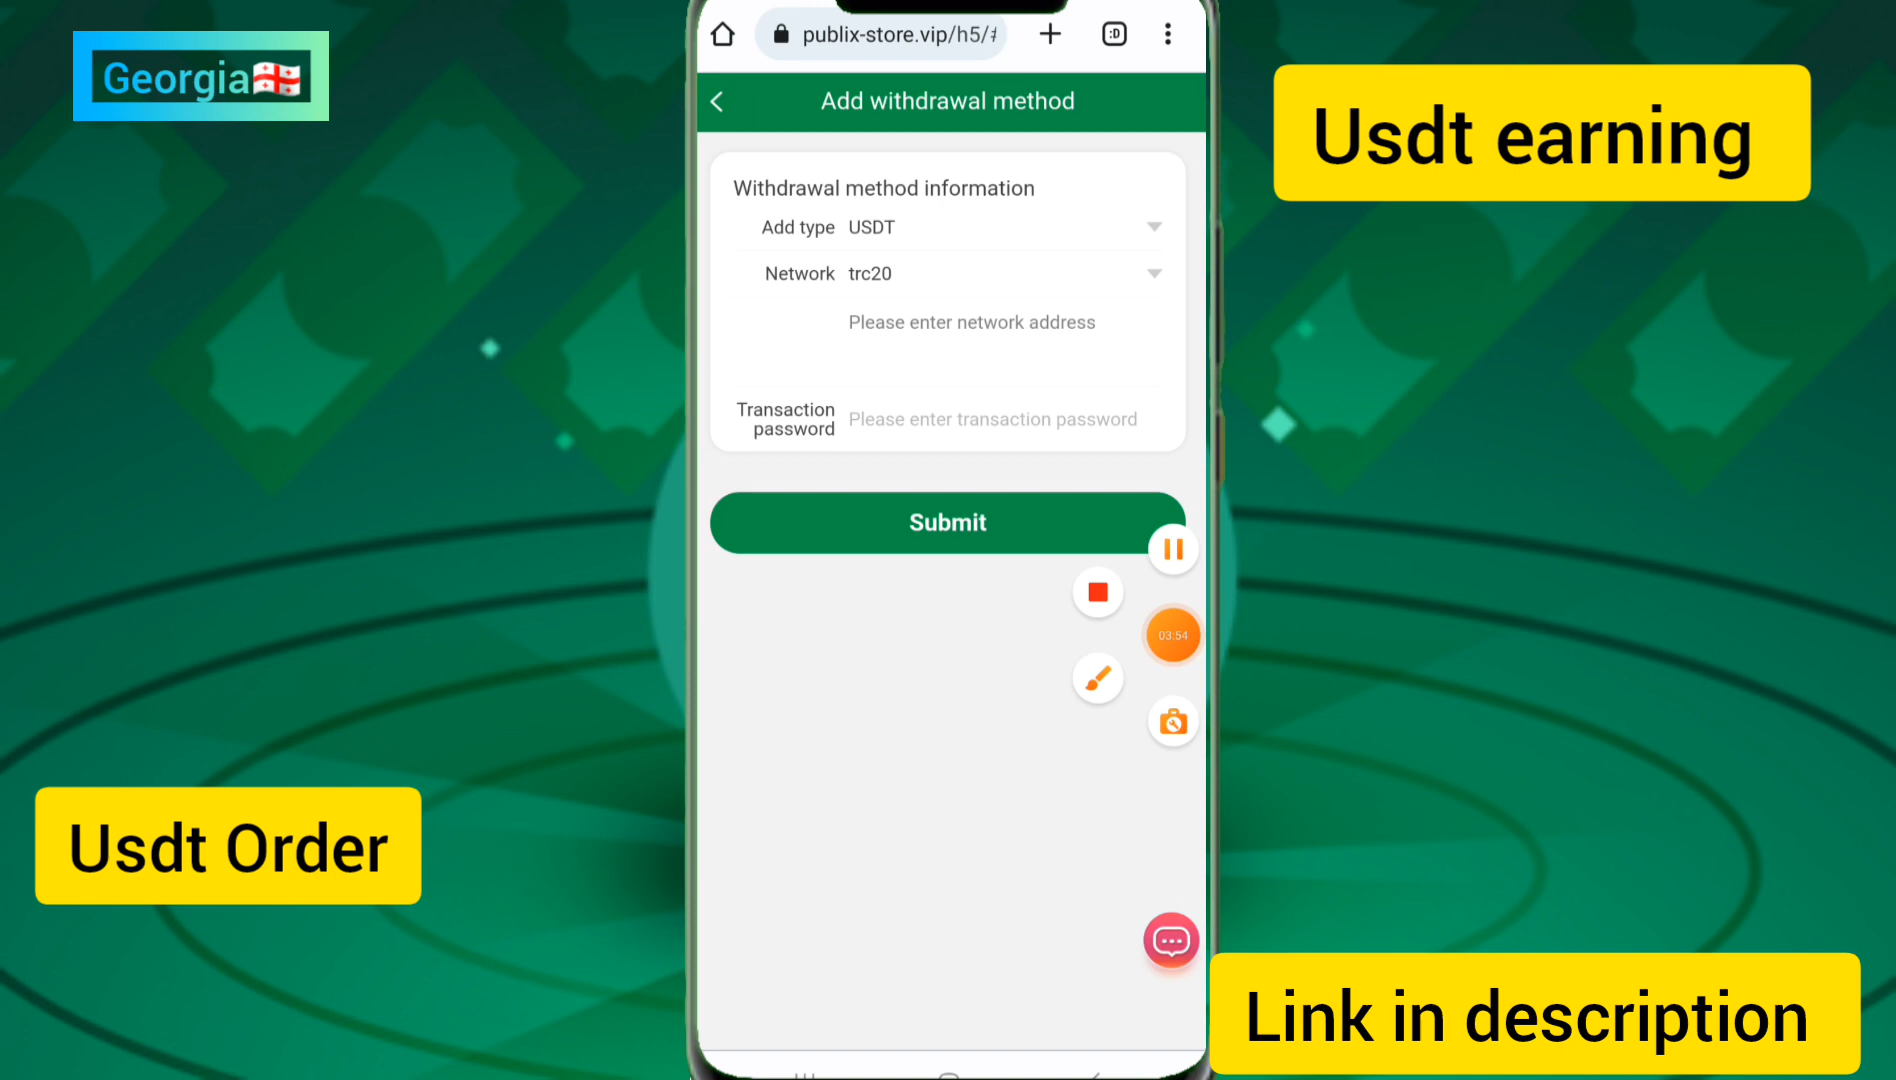 Georgia🇬🇪
publix-store.vip/h5/
:D
Add withdrawal method
Usdt earning
Withdrawal method information
Add type USDT
Network trc20
Please enter network address
Transaction password Please enter transaction password
Submit
03:54
Usdt Order
Link in description